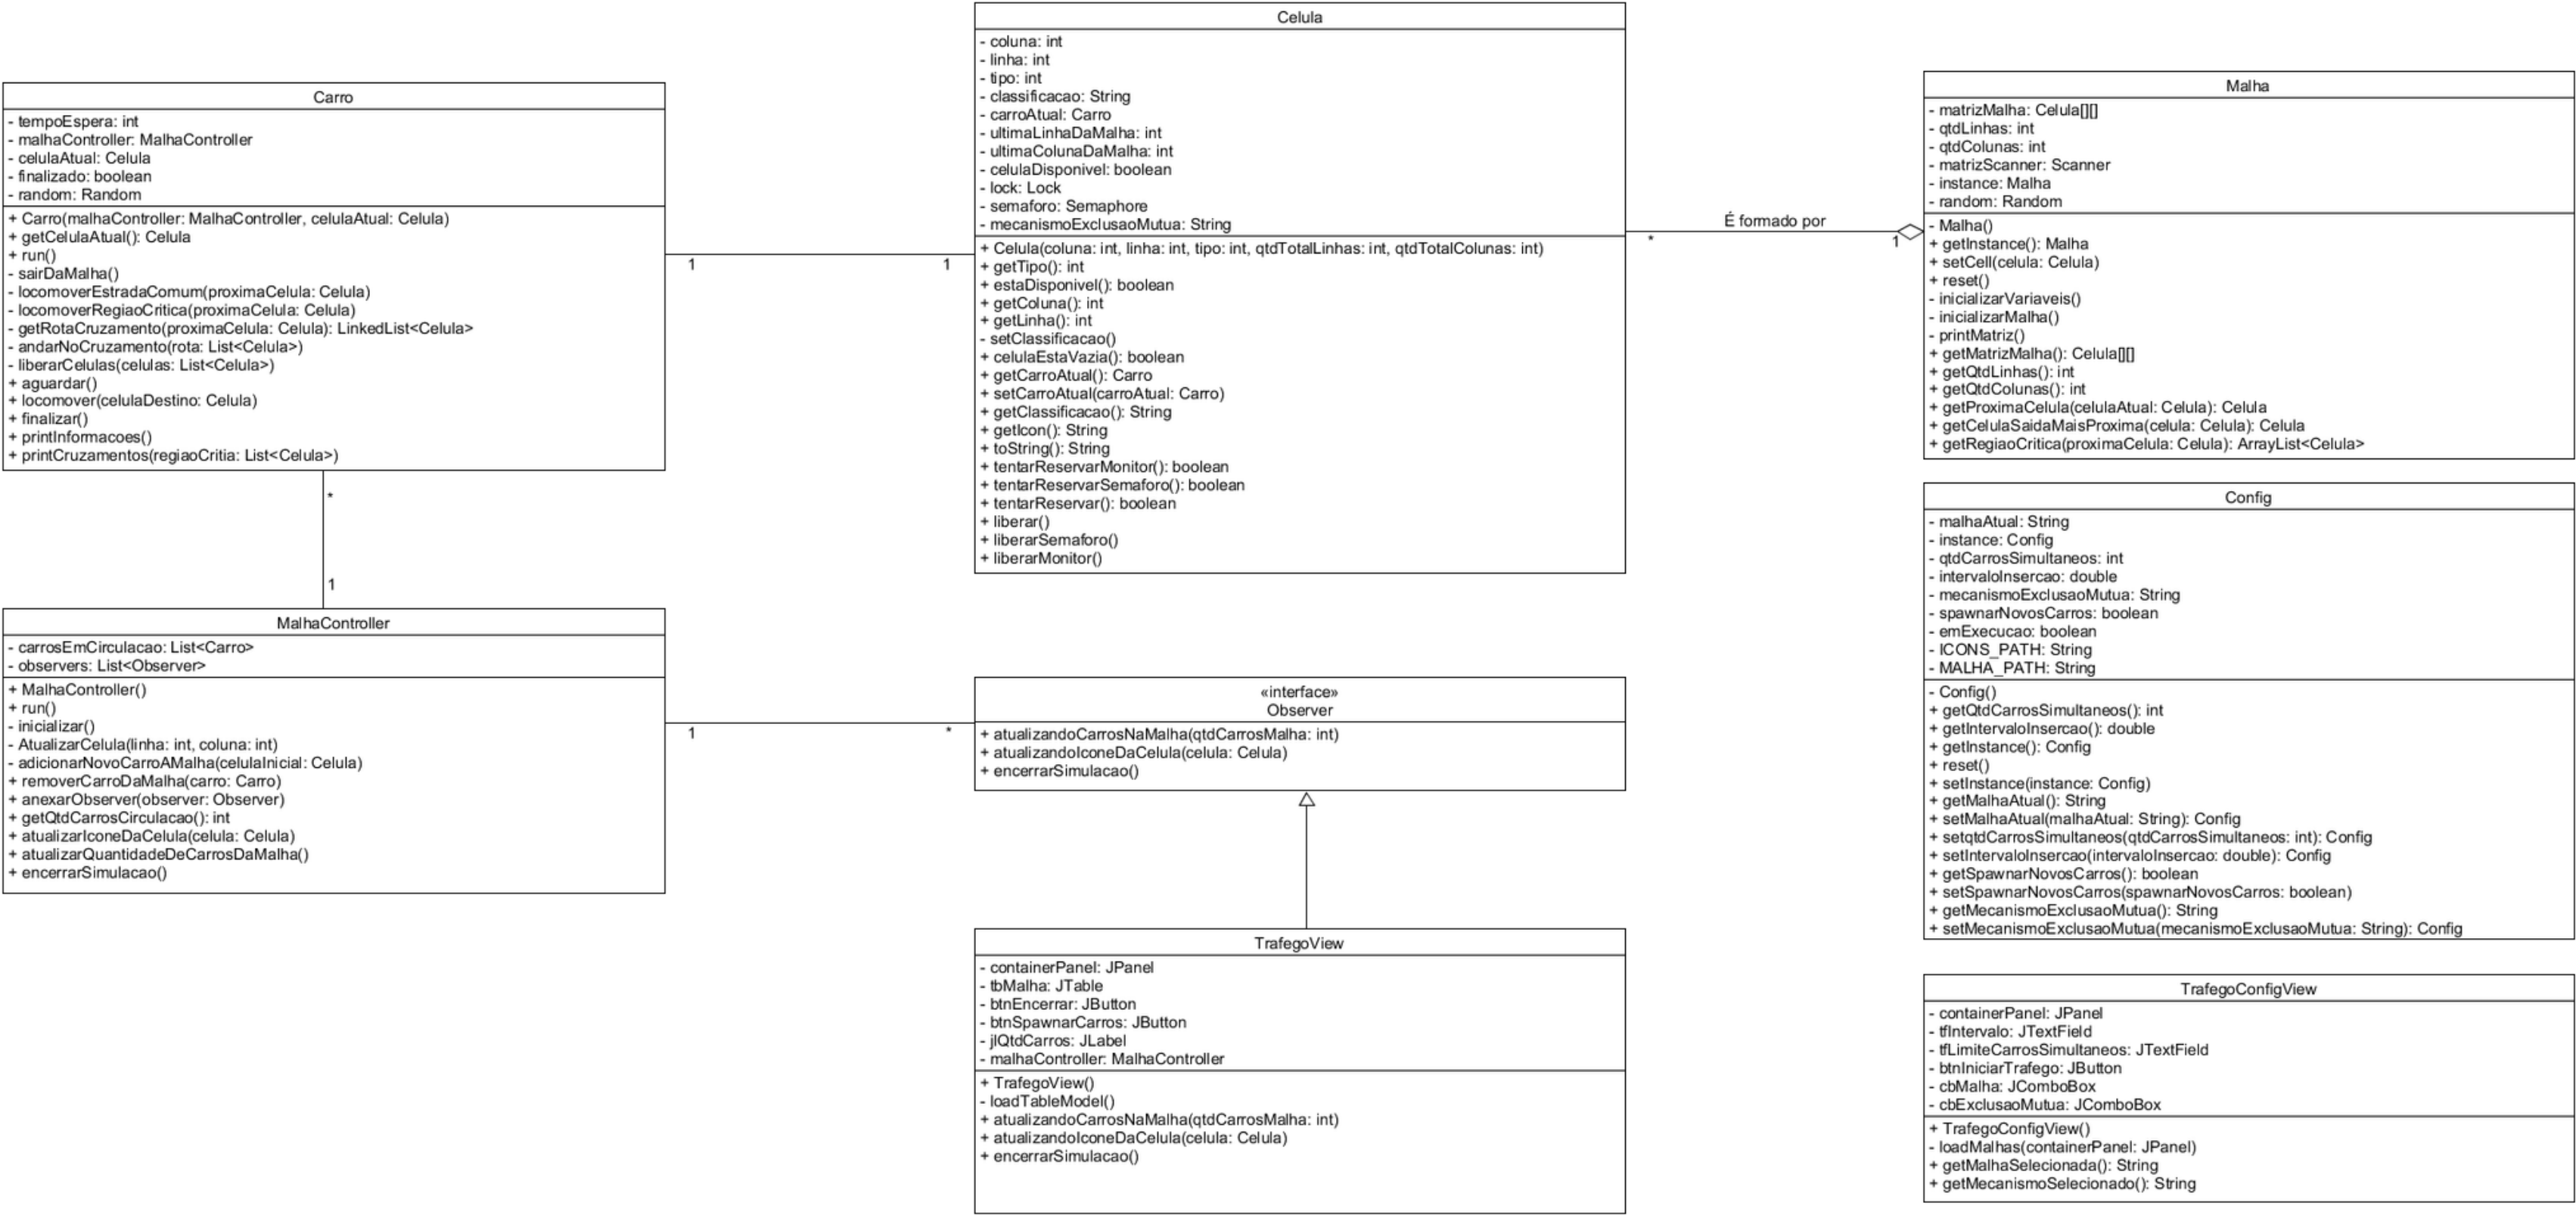 Carro
- tempoEspera: int
- malhaController: MalhaController
- celulaAtual: Celula
- finalizado: boolean
- random: Random
+ Carro(malhaController: MalhaController, celulaAtual: Celula)
+ getCelulaAtual(): Celula
+ run()
- sairDaMalha()
- locomoverEstradaComum(proximaCelula: Celula)
- locomoverRegiaoCritica(proximaCelula: Celula)
- getRotaCruzamento(proximaCelula: Celula): LinkedList<Celula>
- andarNoCruzamento(rota: List<Celula>)
- liberarCelulas(celulas: List<Celula>)
+ aguardar()
+ locomover(celulaDestino: Celula)
+ finalizar()
+ printInformacoes()
+ printCruzamentos(regiaoCritia: List<Celula>)
1
1
*
1
Celula
- coluna: int
- linha: int
- tipo: int
- classificacao: String
- carroAtual: Carro
- ultimaLinhaDaMalha: int
- ultimaColunaDaMalha: int
- celulaDisponivel: boolean
- lock: Lock
- semaforo: Semaphore
- mecanismoExclusaoMutua: String
+ Celula(coluna: int, linha: int, tipo: int, qtdTotalLinhas: int, qtdTotalColunas: int)
+ getTipo(): int
+ estaDisponivel(): boolean
+ getColuna(): int
+ getLinha(): int
- setClassificacao()
+ celulaEstaVazia(): boolean
+ getCarroAtual(): Carro
+ setCarroAtual(carroAtual: Carro)
+ getClassificacao(): String
+ getIcon(): String
+ toString(): String
+ tentarReservarMonitor(): boolean
+ tentarReservarSemaforo(): boolean
+ tentarReservar(): boolean
+ liberar()
+ liberarSemaforo()
+ liberarMonitor()
É formado por
*
1
Malha
- matrizMalha: Celula[][]
- qtdLinhas: int
- qtdColunas: int
- matrizScanner: Scanner
- instance: Malha
- random: Random
- Malha()
+ getInstance(): Malha
+ setCell(celula: Celula)
+ reset()
- inicializarVariaveis()
- inicializarMalha()
- printMatriz()
+ getMatrizMalha(): Celula[][]
+ getQtdLinhas(): int
+ getQtdColunas(): int
+ getProximaCelula(celulaAtual: Celula): Celula
+ getCelulaSaidaMaisProxima(celula: Celula): Celula
+ getRegiaoCritica(proximaCelula: Celula): ArrayList<Celula>
MalhaController
- carrosEmCirculacao: List<Carro>
- observers: List<Observer>
+ MalhaController()
+ run()
- inicializar()
- AtualizarCelula(linha: int, coluna: int)
- adicionarNovoCarroAMalha(celulaInicial: Celula)
+ removerCarroDaMalha(carro: Carro)
+ anexarObserver(observer: Observer)
+ getQtdCarrosCirculacao(): int
+ atualizarIconeDaCelula(celula: Celula)
+ atualizarQuantidadeDeCarrosDaMalha()
+ encerrarSimulacao()
1
*
«interface»
Observer
+ atualizandoCarrosNaMalha(qtdCarrosMalha: int)
+ atualizandoIconeDaCelula(celula: Celula)
+ encerrarSimulacao()
TrafegoView
- containerPanel: JPanel
- tbMalha: JTable
- btnEncerrar: JButton
- btnSpawnarCarros: JButton
- jlQtdCarros: JLabel
- malhaController: MalhaController
+ TrafegoView()
- loadTableModel()
+ atualizandoCarrosNaMalha(qtdCarrosMalha: int)
+ atualizandoIconeDaCelula(celula: Celula)
+ encerrarSimulacao()
Config
- malhaAtual: String
- instance: Config
- qtdCarrosSimultaneos: int
- intervaloInsercao: double
- mecanismoExclusaoMutua: String
- spawnarNovosCarros: boolean
- emExecucao: boolean
- ICONS_PATH: String
- MALHA_PATH: String
- Config()
+ getQtdCarrosSimultaneos(): int
+ getIntervaloInsercao(): double
+ getInstance(): Config
+ reset()
+ setInstance(instance: Config)
+ getMalhaAtual(): String
+ setMalhaAtual(malhaAtual: String): Config
+ setqtdCarrosSimultaneos(qtdCarrosSimultaneos: int): Config
+ setIntervaloInsercao(intervaloInsercao: double): Config
+ getSpawnarNovosCarros(): boolean
+ setSpawnarNovosCarros(spawnarNovosCarros: boolean)
+ getMecanismoExclusaoMutua(): String
+ setMecanismoExclusaoMutua(mecanismoExclusaoMutua: String): Config
TrafegoConfigView
- containerPanel: JPanel
- tfIntervalo: JTextField
- tfLimiteCarrosSimultaneos: JTextField
- btnIniciarTrafego: JButton
- cbMalha: JComboBox
- cbExclusaoMutua: JComboBox
+ TrafegoConfigView()
- loadMalhas(containerPanel: JPanel)
+ getMalhaSelecionada(): String
+ getMecanismoSelecionado(): String